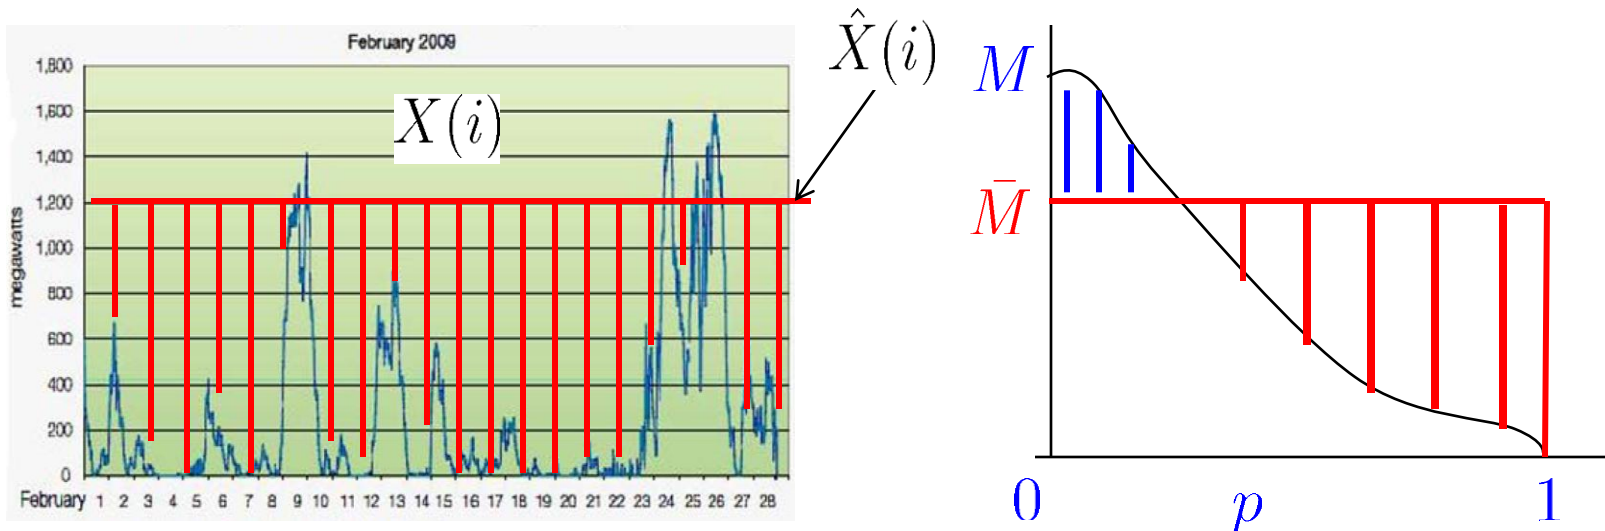 February 2009
X̂(i)
X(i)
megawatts
1,800
1,600
1,400
1,200
1,000
800
600
400
200
0
February 1 2 3 4 5 6 7 8 9 10 11 12 13 14 15 16 17 18 19 20 21 22 23 24 25 26 27 28
M
M̄
0 p 1